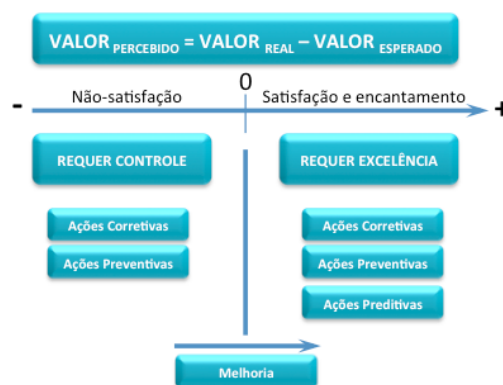 VALOR PERCEBIDO = VALOR REAL – VALOR ESPERADO
0
- Não-satisfação Satisfação e encantamento +
REQUER CONTROLE REQUER EXCELÊNCIA
Ações Corretivas Ações Corretivas
Ações Preventivas Ações Preventivas
Ações Preditivas
Melhoria